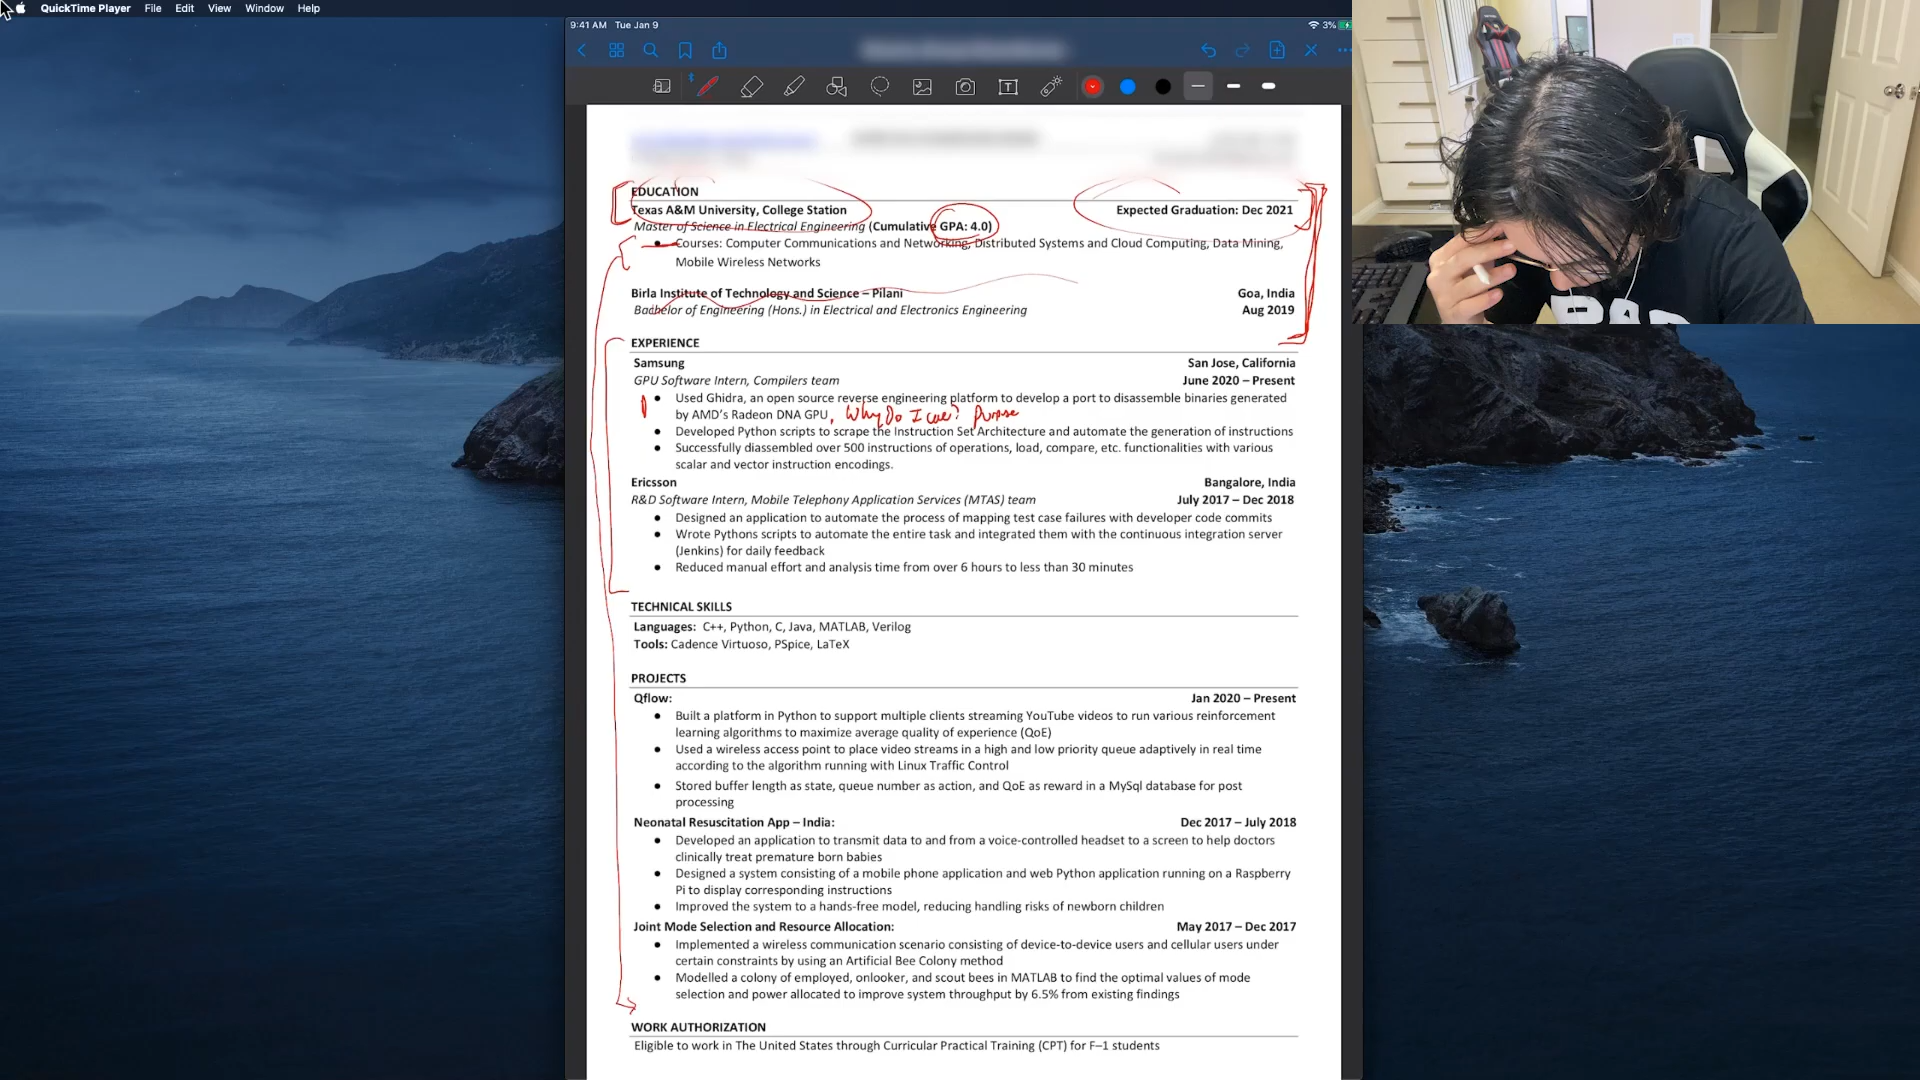 QuickTime Player File Edit View Window Help
9:41 AM Tue Jan 9 3%
EDUCATION
Texas A&M University, College Station Expected Graduation: Dec 2021
Master of Science in Electrical Engineering (Cumulative GPA: 4.0)
• Courses: Computer Communications and Networking, Distributed Systems and Cloud Computing, Data Mining,
Mobile Wireless Networks
Birla Institute of Technology and Science – Pilani Goa, India
Bachelor of Engineering (Hons.) in Electrical and Electronics Engineering Aug 2019
EXPERIENCE
Samsung San Jose, California
GPU Software Intern, Compilers team June 2020 – Present
• Used Ghidra, an open source reverse engineering platform to develop a port to disassemble binaries generated
by AMD's Radeon DNA GPU, Why Do I care? Purpose
• Developed Python scripts to scrape the Instruction Set Architecture and automate the generation of instructions
• Successfully diassembled over 500 instructions of operations, load, compare, etc. functionalities with various
scalar and vector instruction encodings.
Ericsson Bangalore, India
R&D Software Intern, Mobile Telephony Application Services (MTAS) team July 2017 – Dec 2018
• Designed an application to automate the process of mapping test case failures with developer code commits
• Wrote Pythons scripts to automate the entire task and integrated them with the continuous integration server
(Jenkins) for daily feedback
• Reduced manual effort and analysis time from over 6 hours to less than 30 minutes
TECHNICAL SKILLS
Languages: C++, Python, C, Java, MATLAB, Verilog
Tools: Cadence Virtuoso, PSpice, LaTeX
PROJECTS
Qflow: Jan 2020 – Present
• Built a platform in Python to support multiple clients streaming YouTube videos to run various reinforcement
learning algorithms to maximize average quality of experience (QoE)
• Used a wireless access point to place video streams in a high and low priority queue adaptively in real time
according to the algorithm running with Linux Traffic Control
• Stored buffer length as state, queue number as action, and QoE as reward in a MySql database for post
processing
Neonatal Resuscitation App – India: Dec 2017 – July 2018
• Developed an application to transmit data to and from a voice-controlled headset to a screen to help doctors
clinically treat premature born babies
• Designed a system consisting of a mobile phone application and web Python application running on a Raspberry
Pi to display corresponding instructions
• Improved the system to a hands-free model, reducing handling risks of newborn children
Joint Mode Selection and Resource Allocation: May 2017 – Dec 2017
• Implemented a wireless communication scenario consisting of device-to-device users and cellular users under
certain constraints by using an Artificial Bee Colony method
• Modelled a colony of employed, onlooker, and scout bees in MATLAB to find the optimal values of mode
selection and power allocated to improve system throughput by 6.5% from existing findings
WORK AUTHORIZATION
Eligible to work in The United States through Curricular Practical Training (CPT) for F–1 students